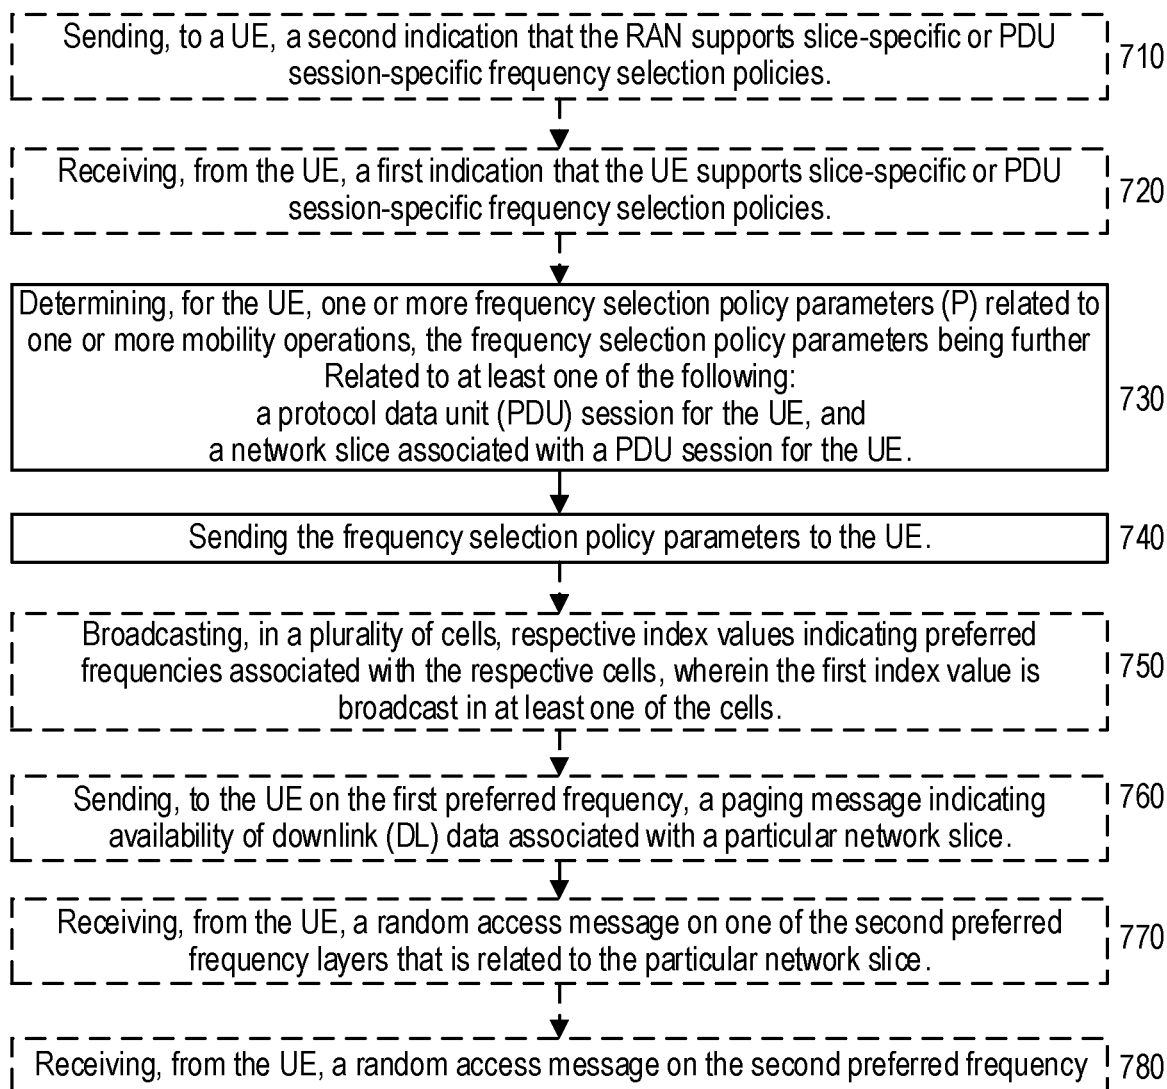 Sending, to a UE, a second indication that the RAN supports slice-specific or PDU
session-specific frequency selection policies.
710
Receiving, from the UE, a first indication that the UE supports slice-specific or PDU
session-specific frequency selection policies.
720
Determining, for the UE, one or more frequency selection policy parameters (P) related to
one or more mobility operations, the frequency selection policy parameters being further
Related to at least one of the following:
a protocol data unit (PDU) session for the UE, and
a network slice associated with a PDU session for the UE.
730
Sending the frequency selection policy parameters to the UE.
740
Broadcasting, in a plurality of cells, respective index values indicating preferred
frequencies associated with the respective cells, wherein the first index value is
broadcast in at least one of the cells.
750
Sending, to the UE on the first preferred frequency, a paging message indicating
availability of downlink (DL) data associated with a particular network slice.
760
Receiving, from the UE, a random access message on one of the second preferred
frequency layers that is related to the particular network slice.
770
Receiving, from the UE, a random access message on the second preferred frequency
780